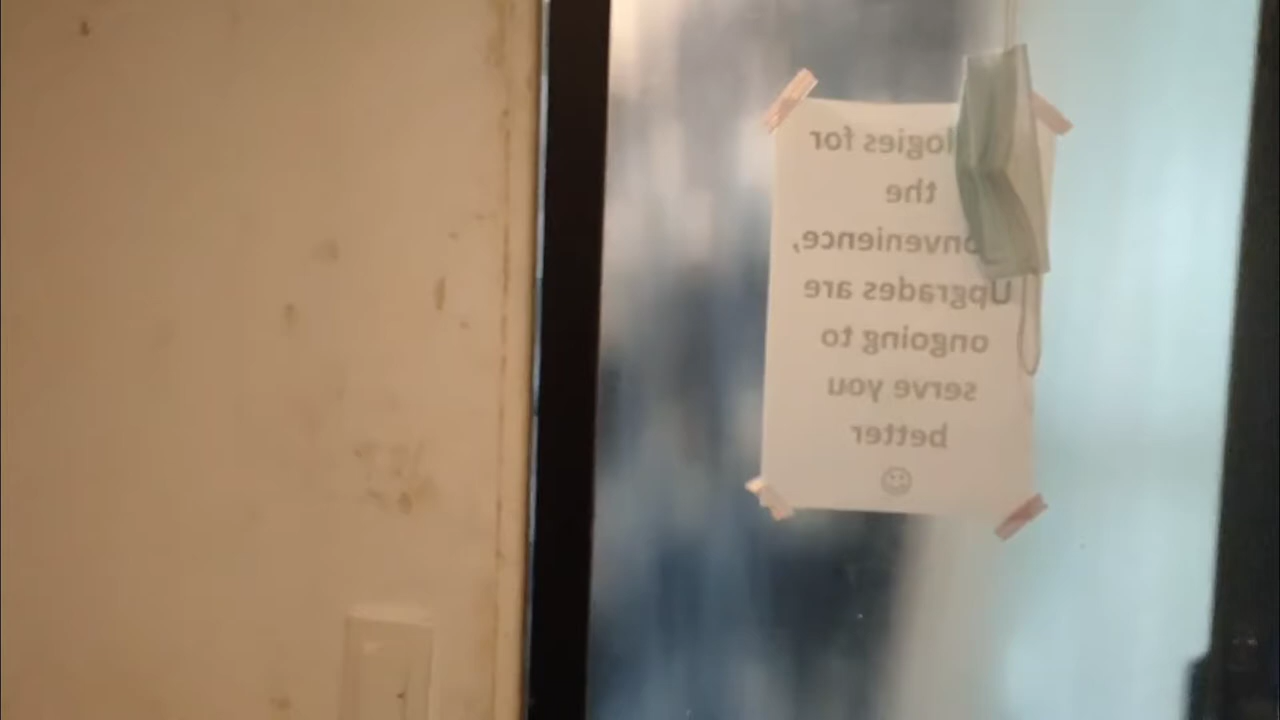 logies for
the
onvenience,
Upgrades are
ongoing to
serve you
better